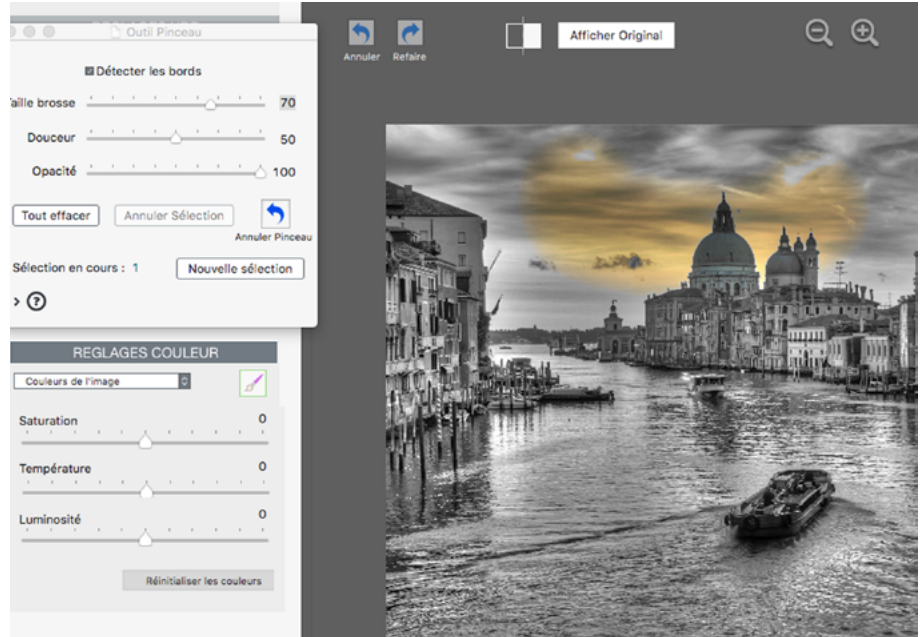 Outil Pinceau
Détecter les bords
aille brosse 70
Douceur 50
Opacité 100
Tout effacer Annuler Sélection
Annuler Pinceau
Sélection en cours : 1 Nouvelle sélection
> ?
REGLAGES COULEUR
Couleurs de l'image
Saturation 0
Température 0
Luminosité 0
Réinitialiser les couleurs
Annuler Refaire
Afficher Original